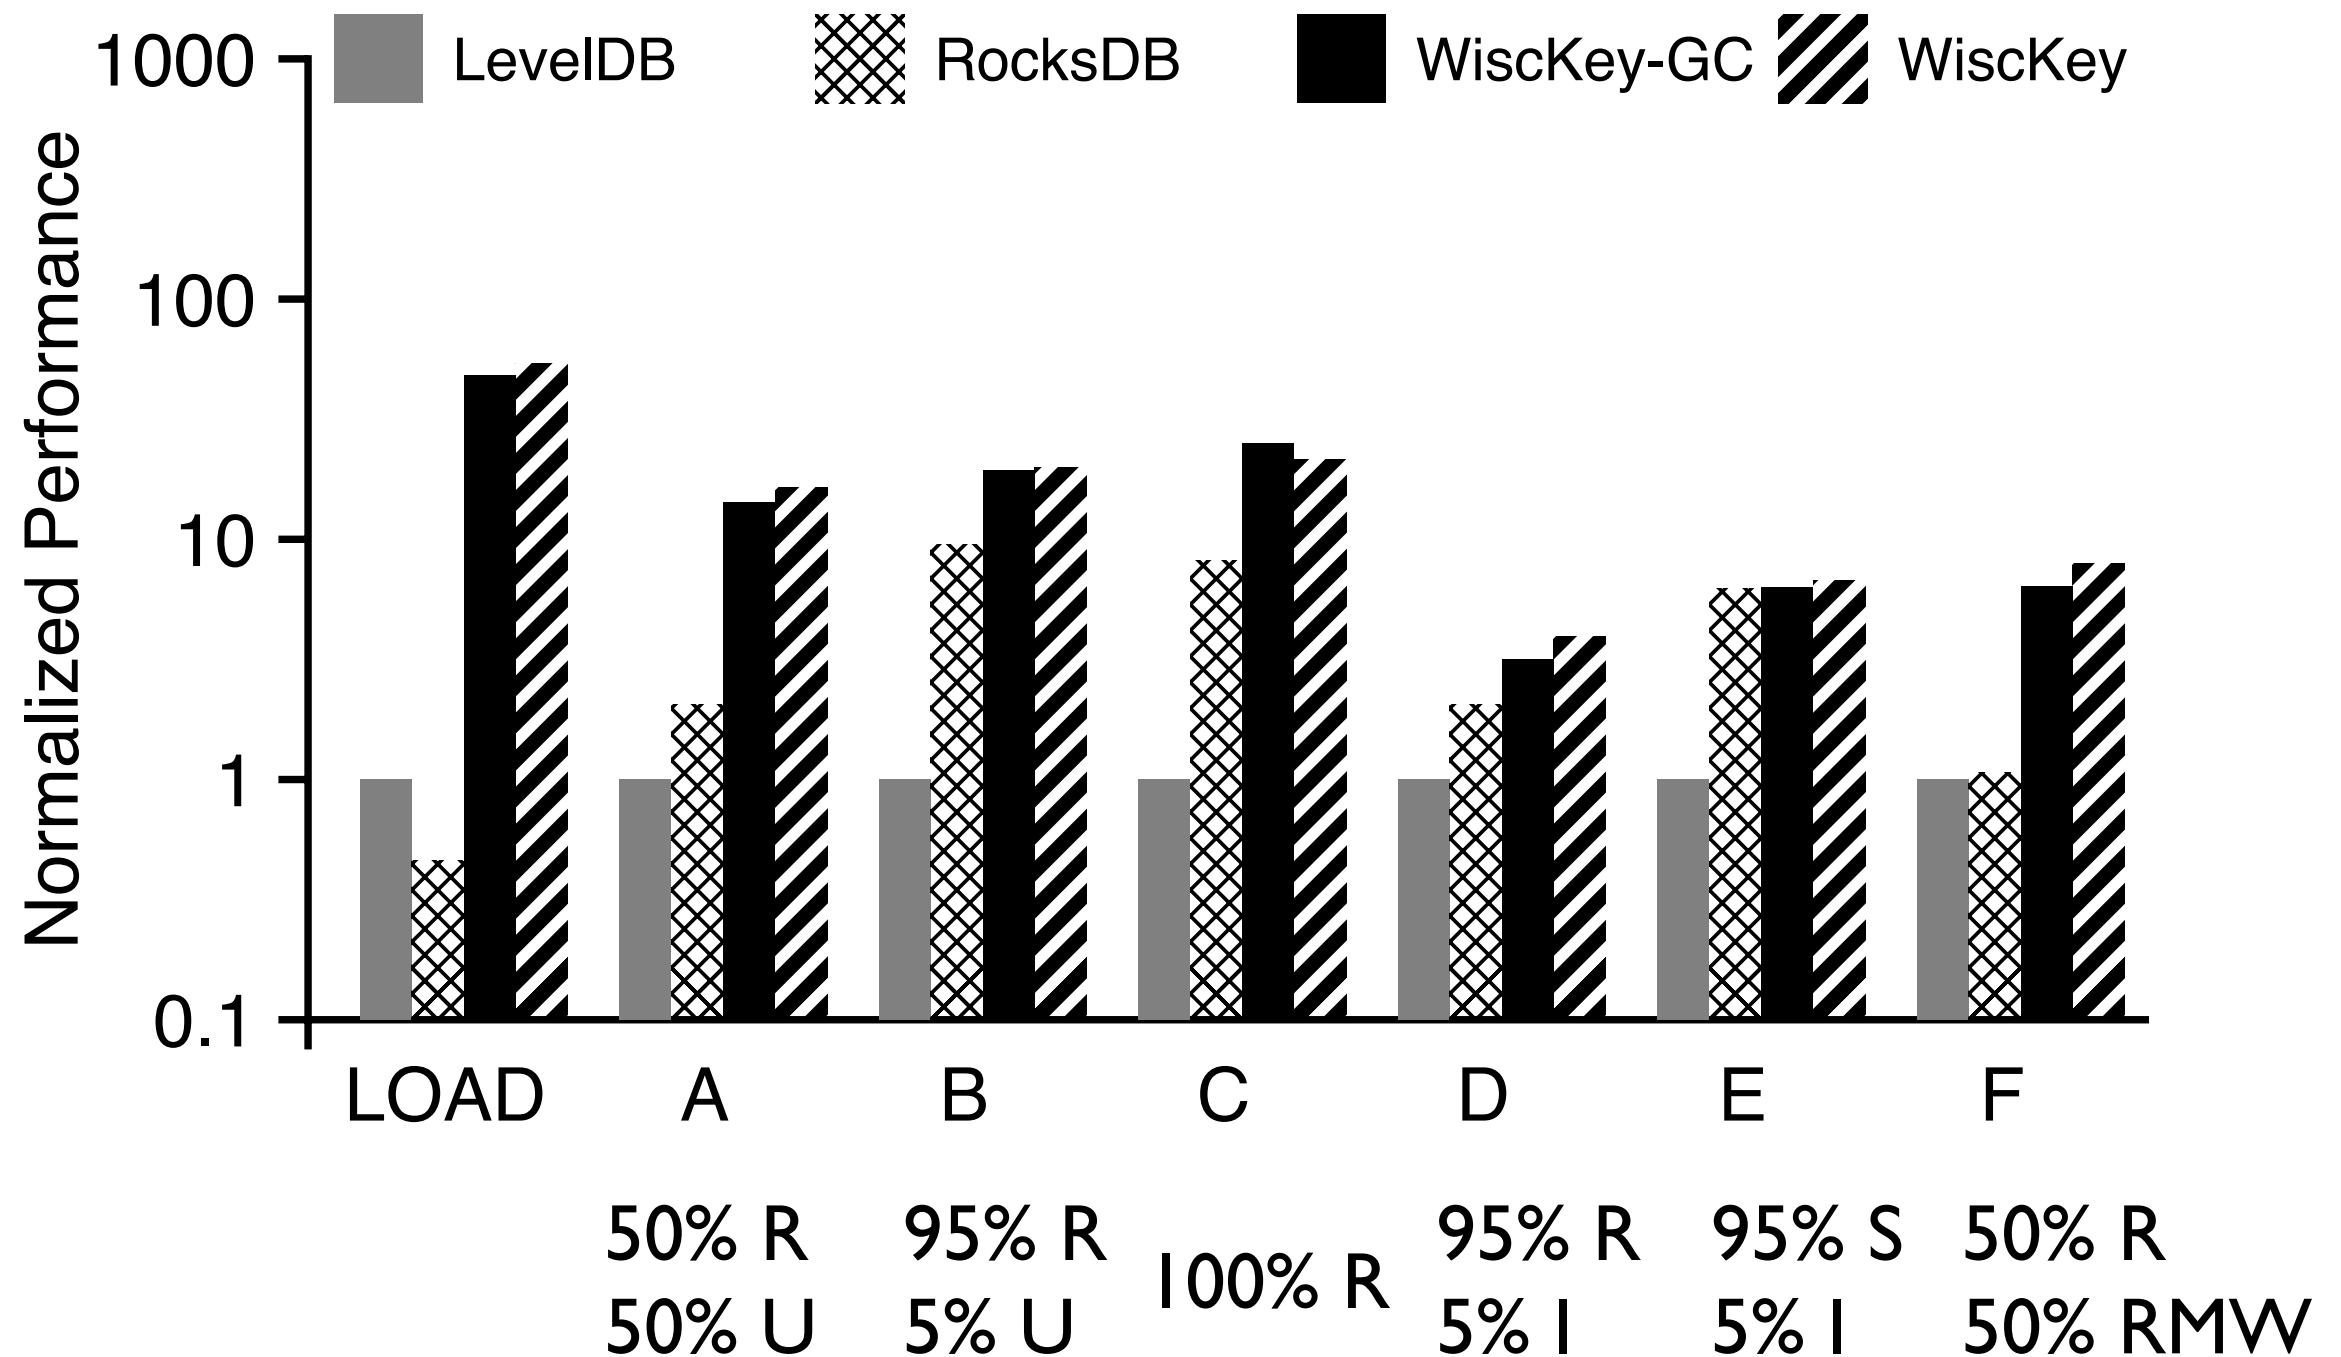 LevelDB RocksDB WiscKey-GC WiscKey
Normalized Performance
1000
100
10
1
0.1
LOAD A B C D E F
50% R 95% R 100% R 95% R 95% S 50% R
50% U 5% U 5% I 5% I 50% RMW